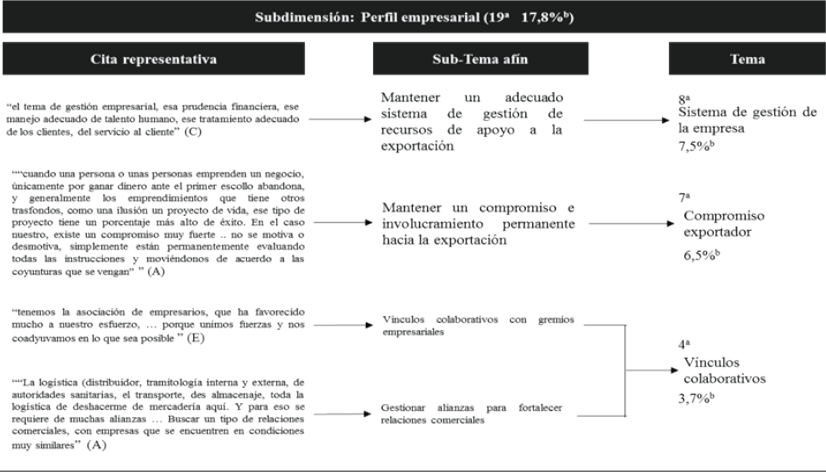 Subdimensión: Perfil empresarial (19ª 17,8%ᵇ)
Cita representativa
Sub-Tema afín
Tema
“el tema de gestión empresarial, esa prudencia financiera, ese
manejo adecuado de talento humano, ese tratamiento adecuado
de los clientes, del servicio al cliente” (C)
Mantener un adecuado
sistema de gestión de
recursos de apoyo a la
exportación
8ª
Sistema de gestión de
la empresa
7,5%ᵇ
““cuando una persona o unas personas emprenden un negocio,
únicamente por ganar dinero ante el primer escollo abandona,
y generalmente los emprendimientos que tiene otros
trasfondos, como una ilusión un proyecto de vida, ese tipo de
proyecto tiene un porcentaje más alto de éxito. En el caso
nuestro, existe un compromiso muy fuerte .. no se motiva o
desmotiva, simplemente están permanentemente evaluando
todas las instrucciones y moviéndonos de acuerdo a las
coyunturas que se vengan” ” (A)
Mantener un compromiso e
involucramiento permanente
hacia la exportación
7ª
Compromiso
exportador
6,5%ᵇ
“tenemos la asociación de empresarios, que ha favorecido
mucho a nuestro esfuerzo, … porque unimos fuerzas y nos
coadyuvamos en lo que sea posible ” (E)
Vínculos colaborativos con gremios
empresariales
““La logística (distribuidor, tramitología interna y externa, de
autoridades sanitarias, el transporte, des almacenaje, toda la
logística de deshacerme de mercadería aquí. Y para eso se
requiere de muchas alianzas … Buscar un tipo de relaciones
comerciales, con empresas que se encuentren en condiciones
muy similares” (A)
Gestionar alianzas para fortalecer
relaciones comerciales
4ª
Vínculos
colaborativos
3,7%ᵇ